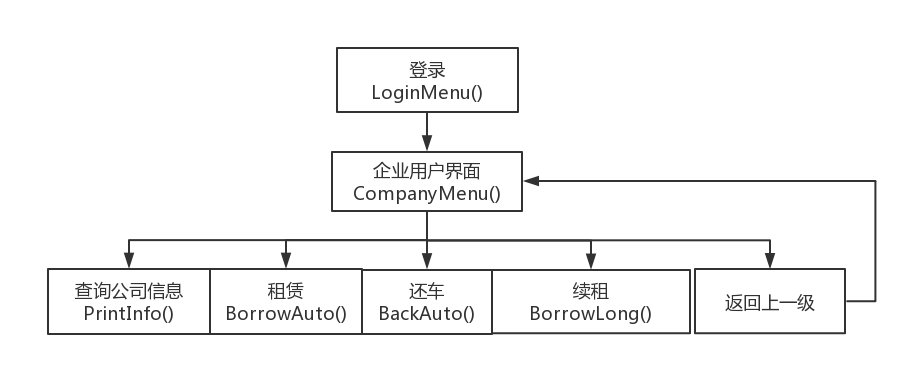 登录
LoginMenu()
企业用户界面
CompanyMenu()
查询公司信息
PrintInfo()
租赁
BorrowAuto()
还车
BackAuto()
续租
BorrowLong()
返回上一级